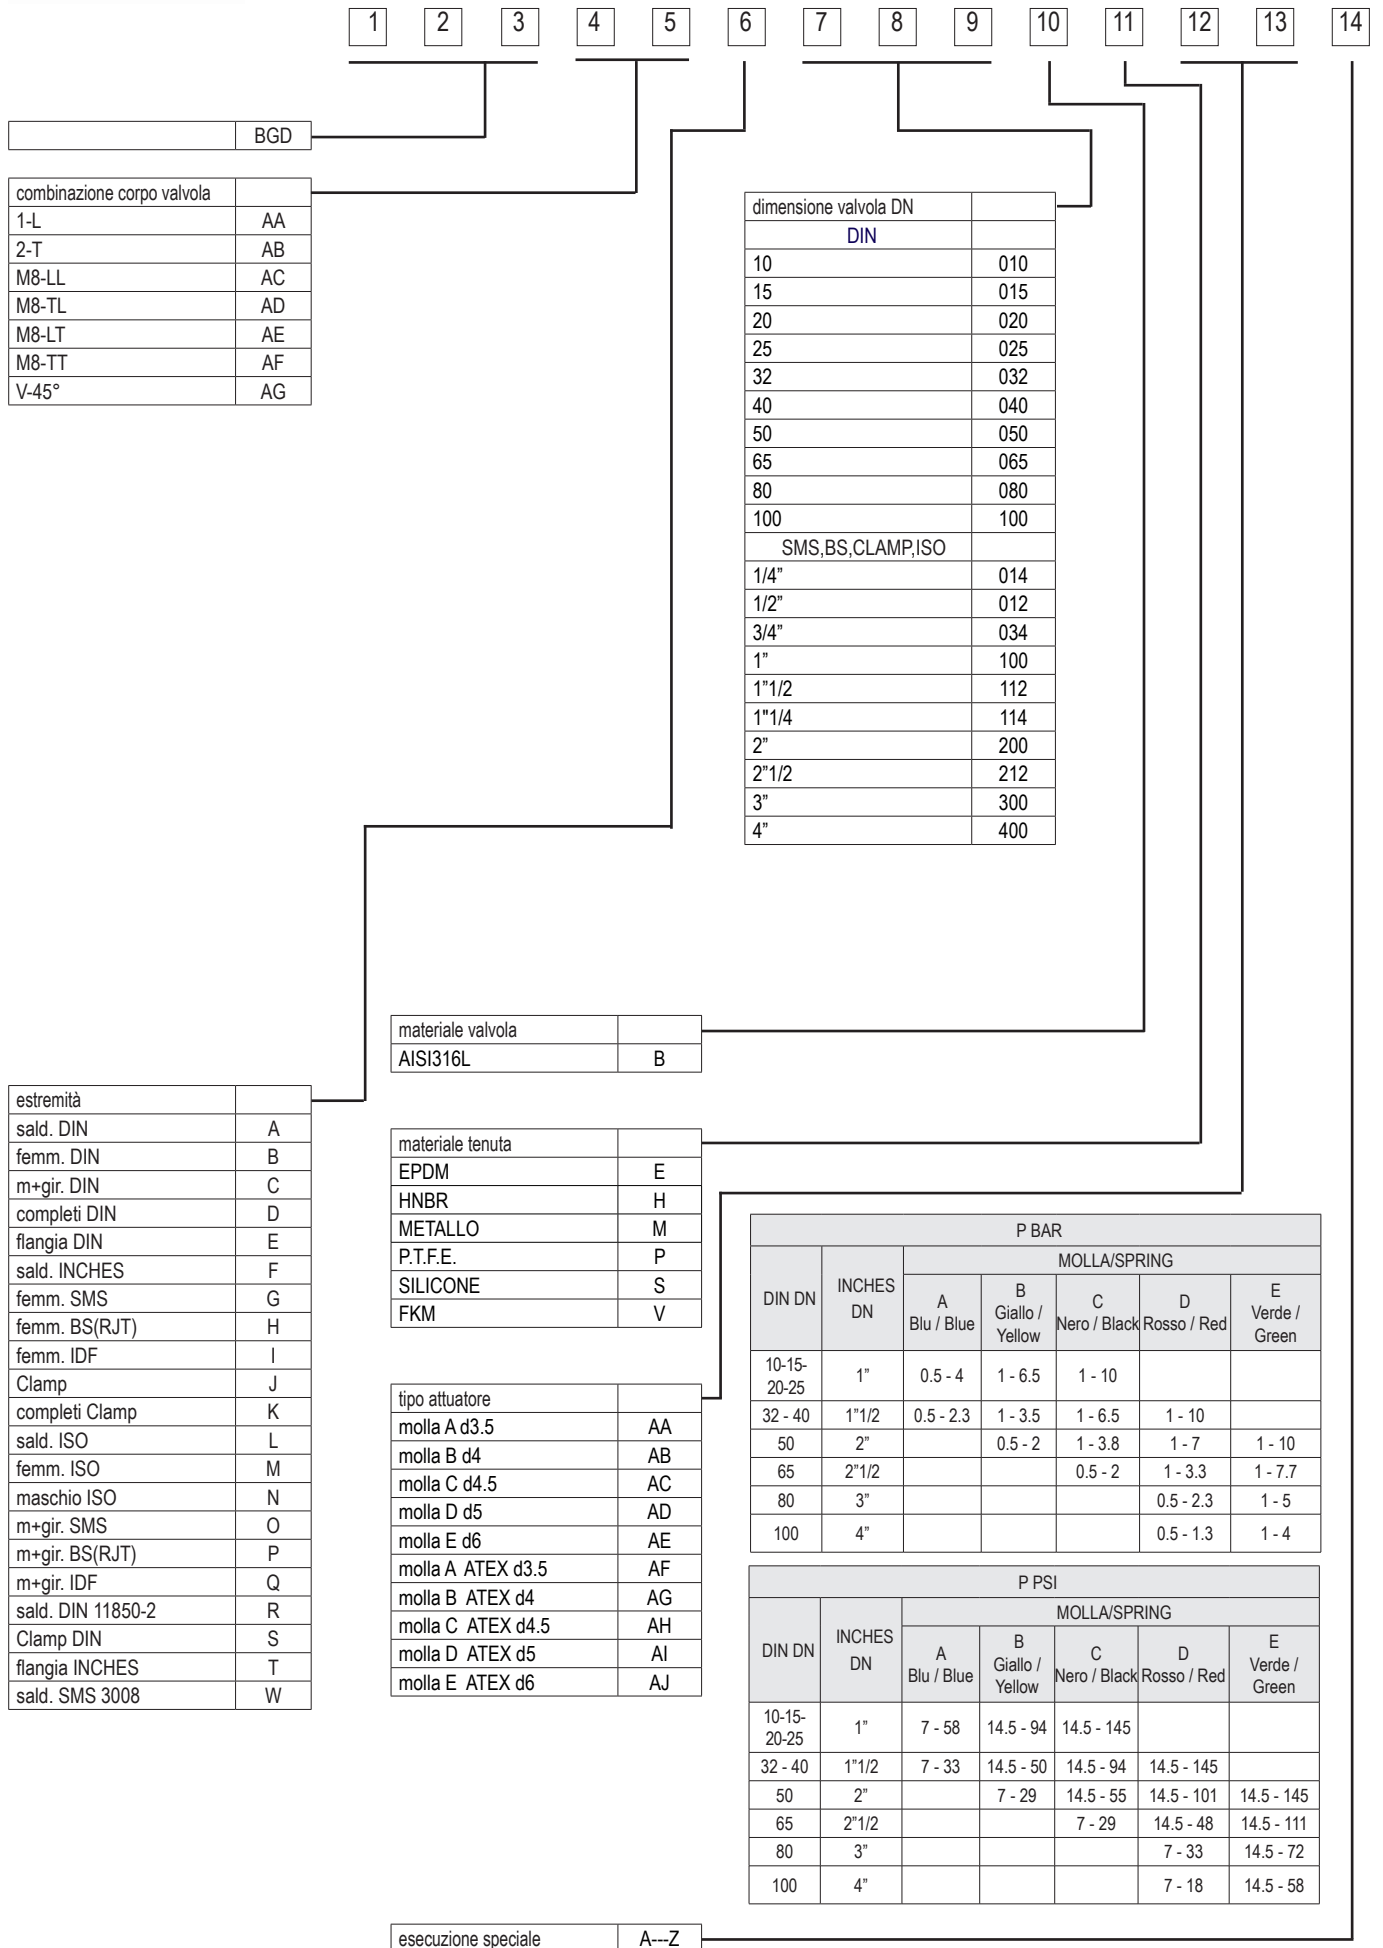 1 2 3 4 5 6 7 8 9 10 11 12 13 14
BGD
combinazione corpo valvola
1-L AA
2-T AB
M8-LL AC
M8-TL AD
M8-LT AE
M8-TT AF
V-45° AG
dimensione valvola DN
DIN
10 010
15 015
20 020
25 025
32 032
40 040
50 050
65 065
80 080
100 100
SMS,BS,CLAMP,ISO
1/4” 014
1/2” 012
3/4” 034
1” 100
1”1/2 112
1"1/4 114
2” 200
2”1/2 212
3” 300
4” 400
materiale valvola
AISI316L B
estremità
sald. DIN A
femm. DIN B
m+gir. DIN C
completi DIN D
flangia DIN E
sald. INCHES F
femm. SMS G
femm. BS(RJT) H
femm. IDF I
Clamp J
completi Clamp K
sald. ISO L
femm. ISO M
maschio ISO N
m+gir. SMS O
m+gir. BS(RJT) P
m+gir. IDF Q
sald. DIN 11850-2 R
Clamp DIN S
flangia INCHES T
sald. SMS 3008 W
materiale tenuta
EPDM E
HNBR H
METALLO M
P.T.F.E. P
SILICONE S
FKM V
tipo attuatore
molla A d3.5 AA
molla B d4 AB
molla C d4.5 AC
molla D d5 AD
molla E d6 AE
molla A ATEX d3.5 AF
molla B ATEX d4 AG
molla C ATEX d4.5 AH
molla D ATEX d5 AI
molla E ATEX d6 AJ
P BAR
MOLLA/SPRING
DIN DN
INCHES
DN
A
Blu / Blue
B
Giallo /
Yellow
C
Nero / Black
D
Rosso / Red
E
Verde /
Green
10-15-
20-25
1” 0.5 - 4 1 - 6.5 1 - 10
32 - 40 1”1/2 0.5 - 2.3 1 - 3.5 1 - 6.5 1 - 10
50 2” 0.5 - 2 1 - 3.8 1 - 7 1 - 10
65 2”1/2 0.5 - 2 1 - 3.3 1 - 7.7
80 3” 0.5 - 2.3 1 - 5
100 4” 0.5 - 1.3 1 - 4
P PSI
MOLLA/SPRING
DIN DN
INCHES
DN
A
Blu / Blue
B
Giallo /
Yellow
C
Nero / Black
D
Rosso / Red
E
Verde /
Green
10-15-
20-25
1” 7 - 58 14.5 - 94 14.5 - 145
32 - 40 1”1/2 7 - 33 14.5 - 50 14.5 - 94 14.5 - 145
50 2” 7 - 29 14.5 - 55 14.5 - 101 14.5 - 145
65 2”1/2 7 - 29 14.5 - 48 14.5 - 111
80 3” 7 - 33 14.5 - 72
100 4” 7 - 18 14.5 - 58
esecuzione speciale A---Z